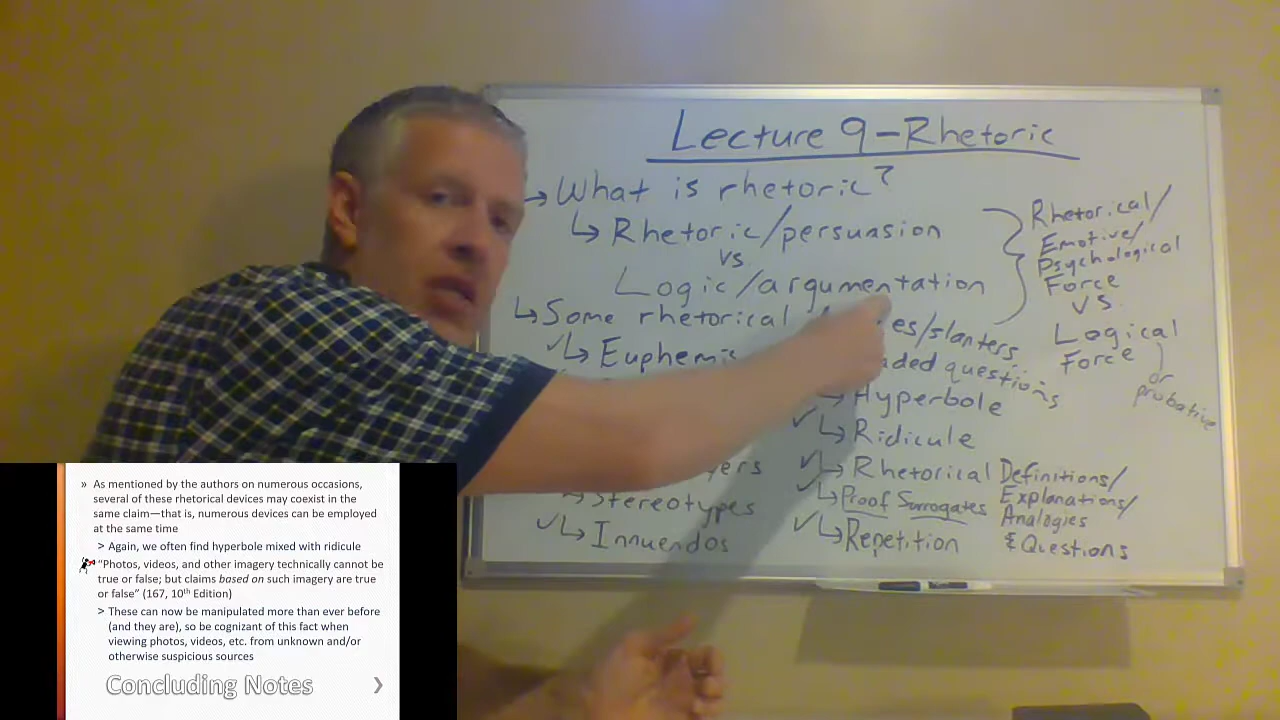 Lecture 9-Rhetoric
→What is rhetoric?
↳ Rhetoric/persuasion
vs
Logic/argumentation
↳Some rhetorical es/slanters
✓↳ Euphemis
yers
↳ Stereotypes
✓↳ Innuendos
aded questions
↳ Hyperbole
✓↳ Ridicule
✓↳ Rhetorical Definitions/
Explanations/
Analogies
& Questions
✓↳Proof Surrogates
✓↳Repetition
Rhetorical/
Emotive/
Psychological
Force
vs.
Logical
Force
or
probative
» As mentioned by the authors on numerous occasions,
several of these rhetorical devices may coexist in the
same claim—that is, numerous devices can be employed
at the same time
> Again, we often find hyperbole mixed with ridicule
“Photos, videos, and other imagery technically cannot be
true or false; but claims based on such imagery are true
or false” (167, 10th Edition)
> These can now be manipulated more than ever before
(and they are), so be cognizant of this fact when
viewing photos, videos, etc. from unknown and/or
otherwise suspicious sources
Concluding Notes